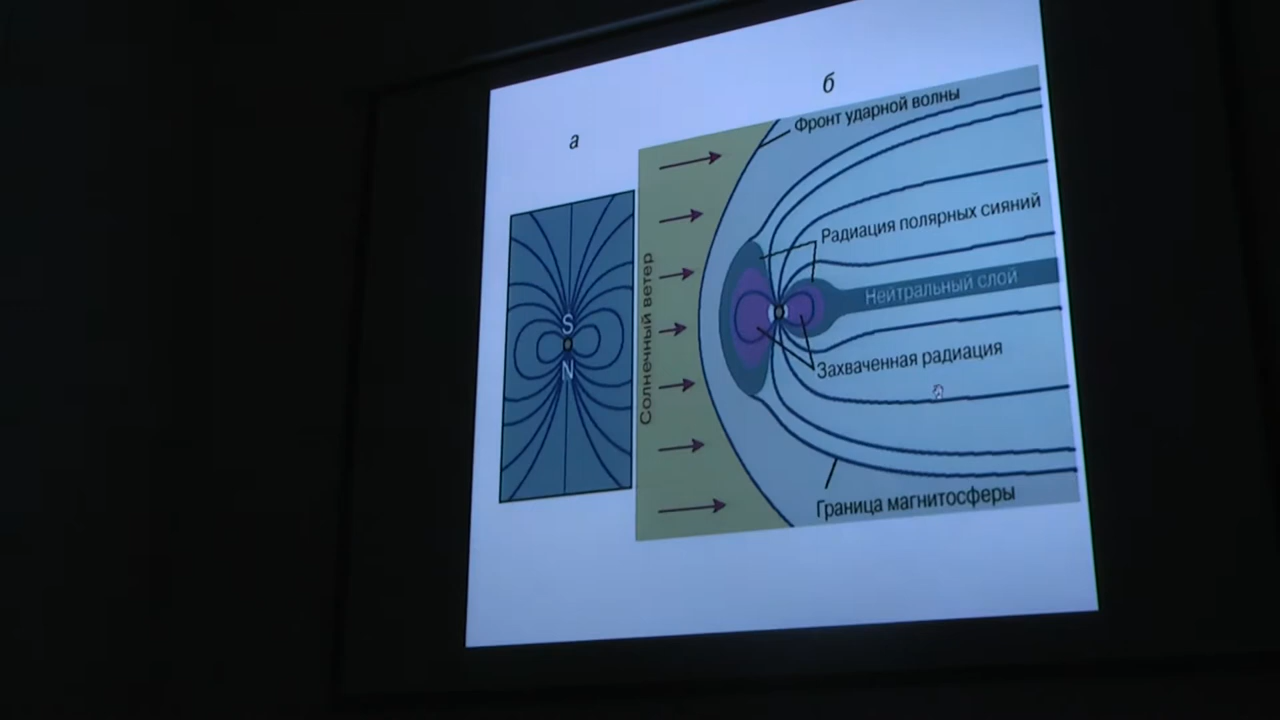 а
б
Фронт ударной волны
Радиация полярных сияний
Солнечный ветер
Нейтральный слой
S
N
Захваченная радиация
Граница магнитосферы